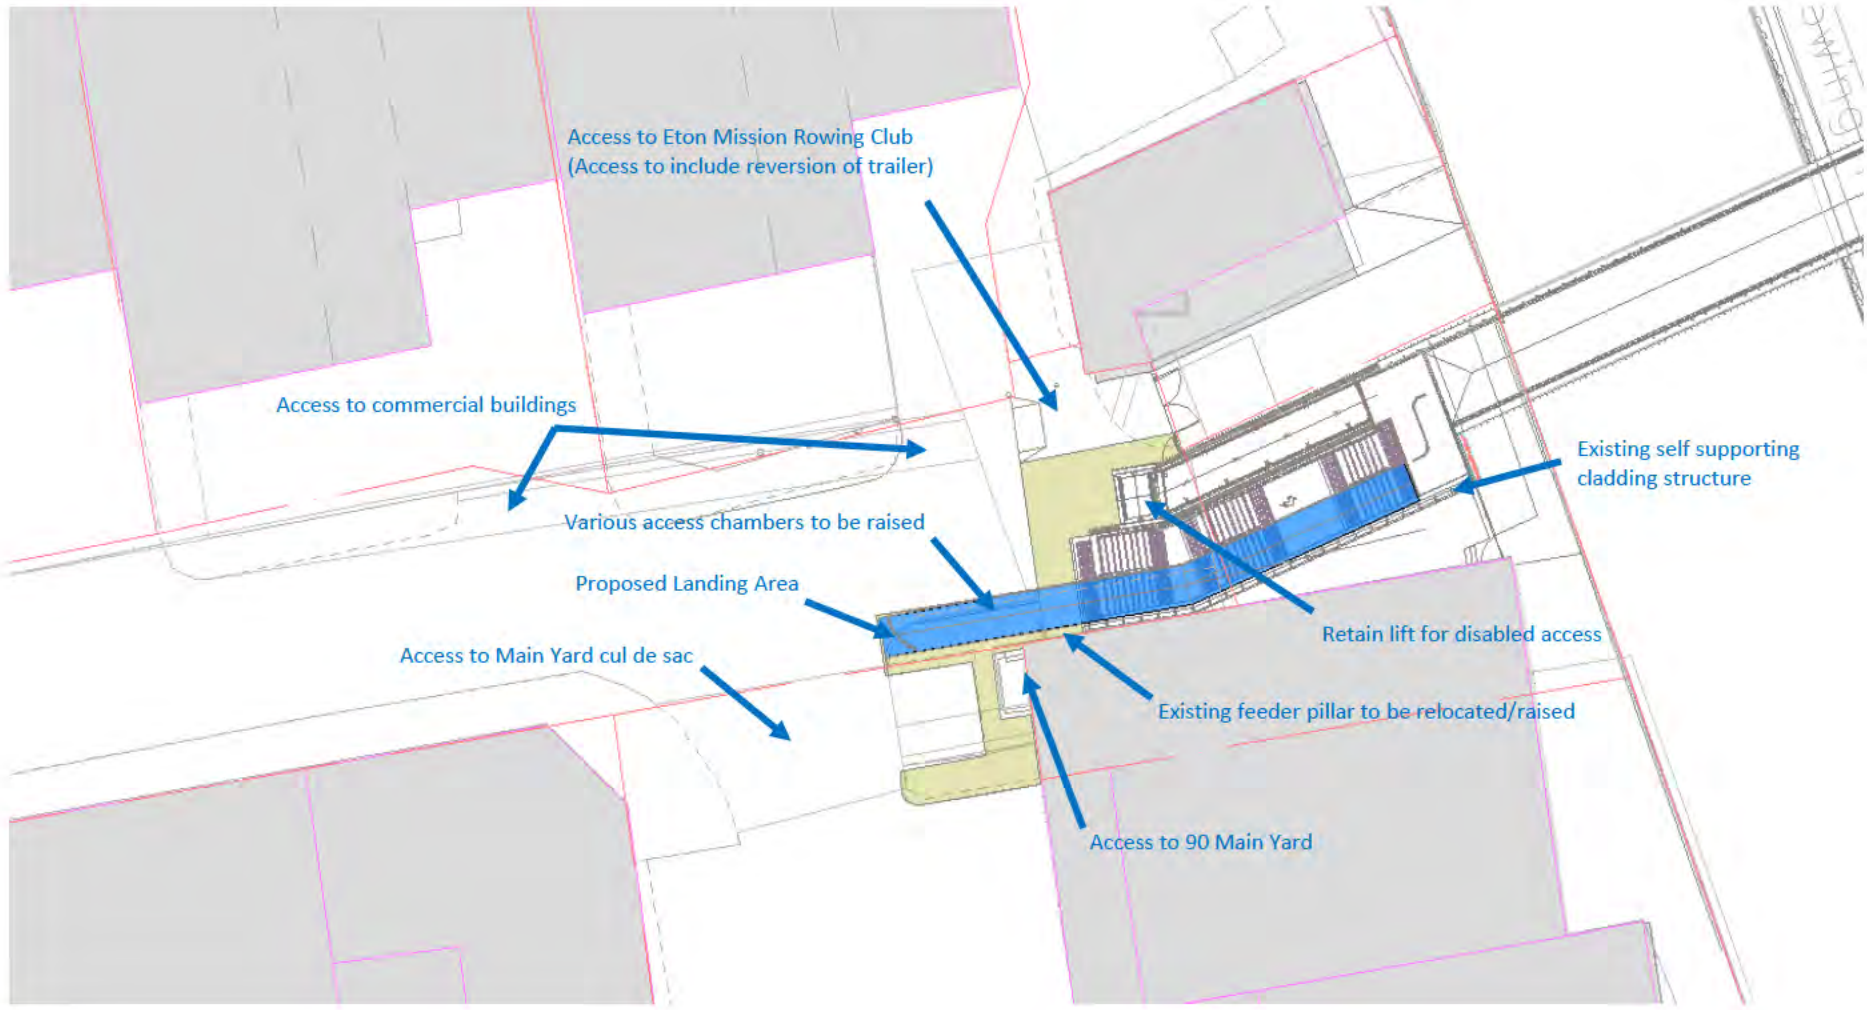 owing
Access to Eton Mission Rowing Club
(Access to include reversion of trailer)
Access to commercial buildings
Existing self supporting
cladding structure
Various access chambers to be raised
Proposed Landing Area
Retain lift for disabled access
Access to Main Yard cul de sac
Existing feeder pillar to be relocated/raised
Access to 90 Main Yard